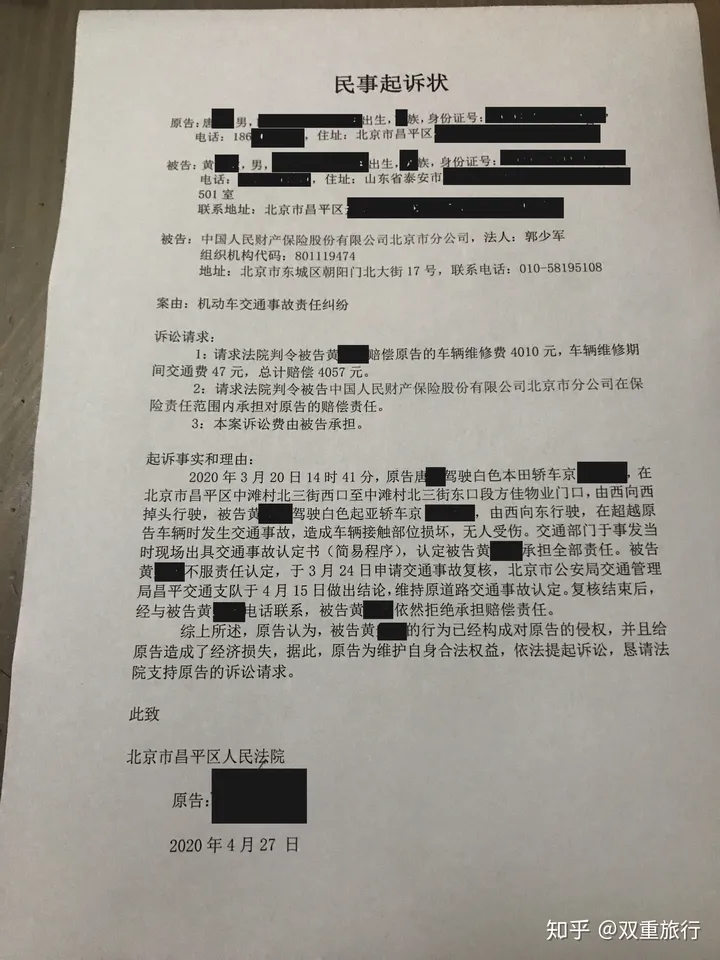 民事起诉状
原告：唐 男， 出生， 族，身份证号：
电话：186 ，住址：北京市昌平区
被告：黄 ，男， 出生， 族，身份证号：
电话： ，住址：山东省泰安市
501 室
联系地址：北京市昌平区
被告：中国人民财产保险股份有限公司北京市分公司，法人：郭少军
组织机构代码：801119474
地址：北京市东城区朝阳门北大街 17 号，联系电话：010-58195108
案由：机动车交通事故责任纠纷
诉讼请求：
1：请求法院判令被告黄 赔偿原告的车辆维修费 4010 元，车辆维修期
间交通费 47 元，总计赔偿 4057 元。
2：请求法院判令被告中国人民财产保险股份有限公司北京市分公司在保
险责任范围内承担对原告的赔偿责任。
3：本案诉讼费由被告承担。
起诉事实和理由：
2020 年 3 月 20 日 14 时 41 分，原告唐 驾驶白色本田轿车京 ，在
北京市昌平区中滩村北三街西口至中滩村北三街东口段方佳物业门口，由西向西
掉头行驶，被告黄 驾驶白色起亚轿车京 ，由西向东行驶，在超越原
告车辆时发生交通事故，造成车辆接触部位损坏，无人受伤。交通部门于事发当
时现场出具交通事故认定书（简易程序），认定被告黄 承担全部责任。被告
黄 不服责任认定，于 3 月 24 日申请交通事故复核，北京市公安局交通管理
局昌平交通支队于 4 月 15 日做出结论，维持原道路交通事故认定。复核结束后，
经与被告黄 电话联系，被告黄 依然拒绝承担赔偿责任。
综上所述，原告认为，被告黄 的行为已经构成对原告的侵权，并且给
原告造成了经济损失，据此，原告为维护自身合法权益，依法提起诉讼，恳请法
院支持原告的诉讼请求。
此致
北京市昌平区人民法院
原告：
2020 年 4 月 27 日
知乎 @双重旅行